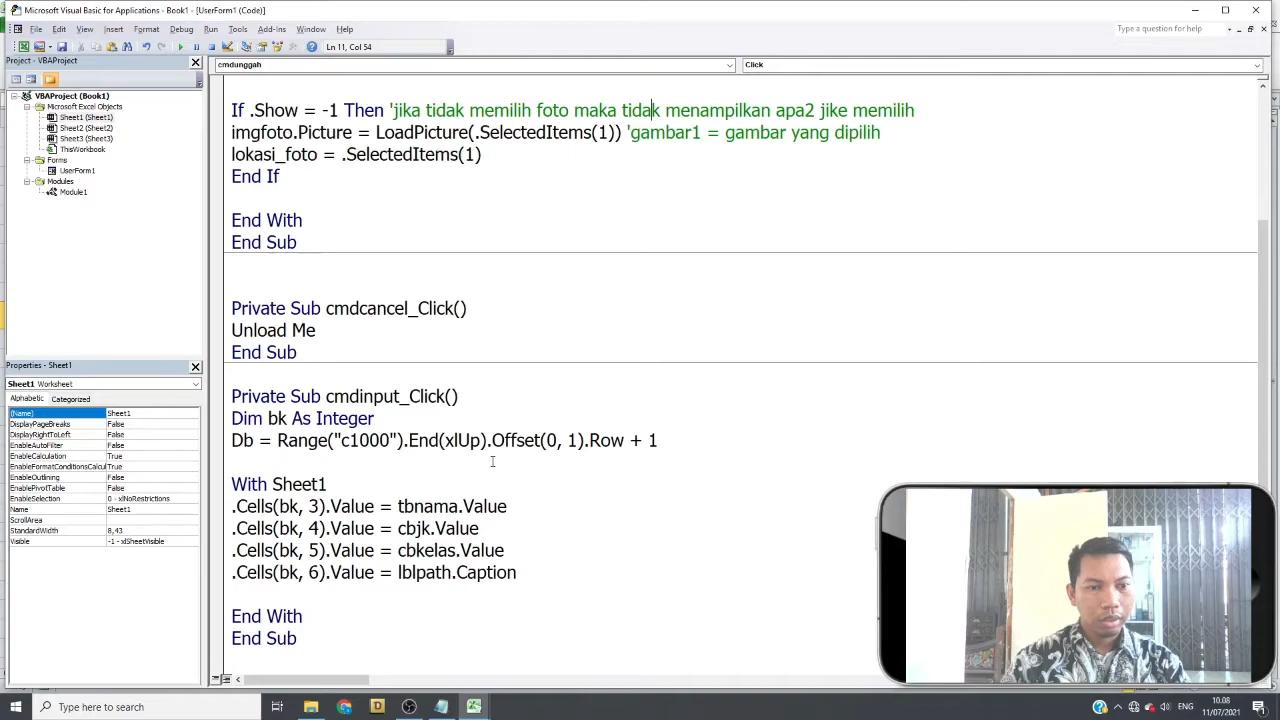 Microsoft Visual Basic for Applications - Book1 - [UserForm1 (Code)]
File Edit View Insert Format Debug Run Tools Add-Ins Window Help
Type a question for help
Ln 11, Col 54
Project - VBAProject
cmdunggah
Click
VBAProject (Book1)
Microsoft Excel Objects
Sheet1 (Sheet1)
Sheet2 (Sheet2)
Sheet3 (Sheet3)
ThisWorkbook
Forms
UserForm1
Modules
Module1
If .Show = -1 Then 'jika tidak memilih foto maka tidak menampilkan apa2 jike memilih
imgfoto.Picture = LoadPicture(.SelectedItems(1)) 'gambar1 = gambar yang dipilih
lokasi_foto = .SelectedItems(1)
End If
End With
End Sub
Private Sub cmdcancel_Click()
Unload Me
End Sub
Private Sub cmdinput_Click()
Dim bk As Integer
Db = Range("c1000").End(xlUp).Offset(0, 1).Row + 1
With Sheet1
.Cells(bk, 3).Value = tbnama.Value
.Cells(bk, 4).Value = cbjk.Value
.Cells(bk, 5).Value = cbkelas.Value
.Cells(bk, 6).Value = lblpath.Caption
End With
End Sub
Properties - Sheet1
Sheet1 Worksheet
Alphabetic Categorized
(Name) Sheet1
DisplayPageBreaks False
DisplayRightToLeft False
EnableAutoFilter False
EnableCalculation True
EnableFormatConditionsCalcul True
EnableOutlining False
EnablePivotTable False
EnableSelection 0 - xlNoRestrictions
Name Sheet1
ScrollArea
StandardWidth 8,43
Visible -1 - xlSheetVisible
Type here to search
ENG
10.08
11/07/2021